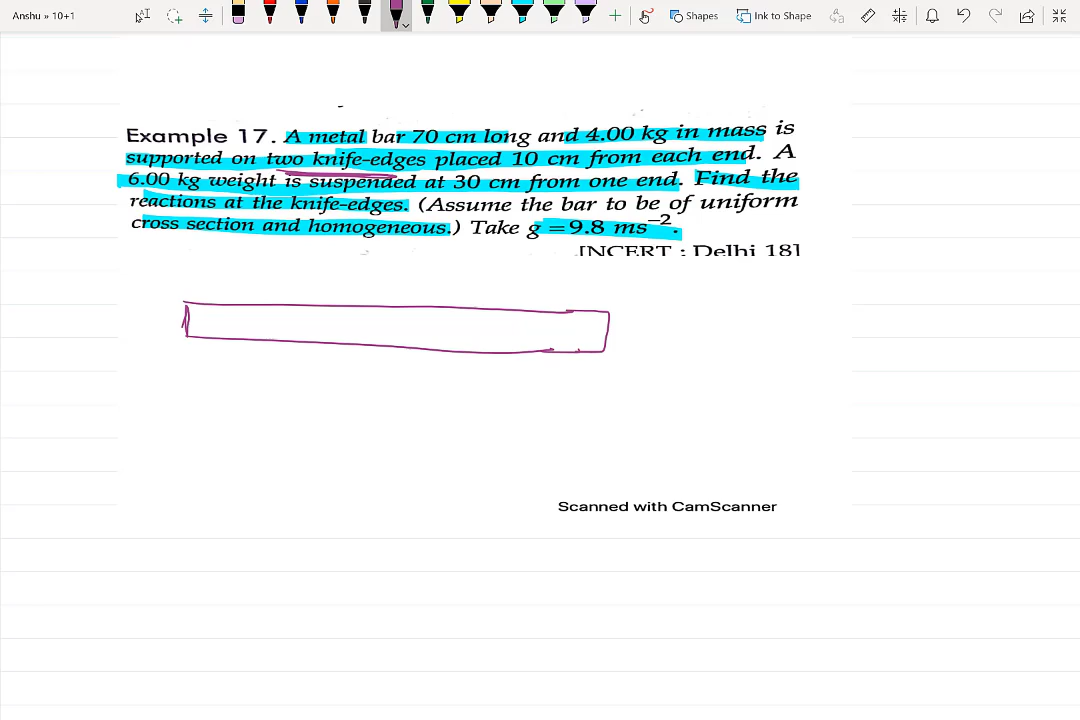 Anshu » 10+1
Shapes
Ink to Shape
Example 17. A metal bar 70 cm long and 4.00 kg in mass is
supported on two knife-edges placed 10 cm from each end. A
6.00 kg weight is suspended at 30 cm from one end. Find the
reactions at the knife-edges. (Assume the bar to be of uniform
cross section and homogeneous.) Take g = 9.8 ms⁻².
[NCERT ; Delhi 18]
Scanned with CamScanner